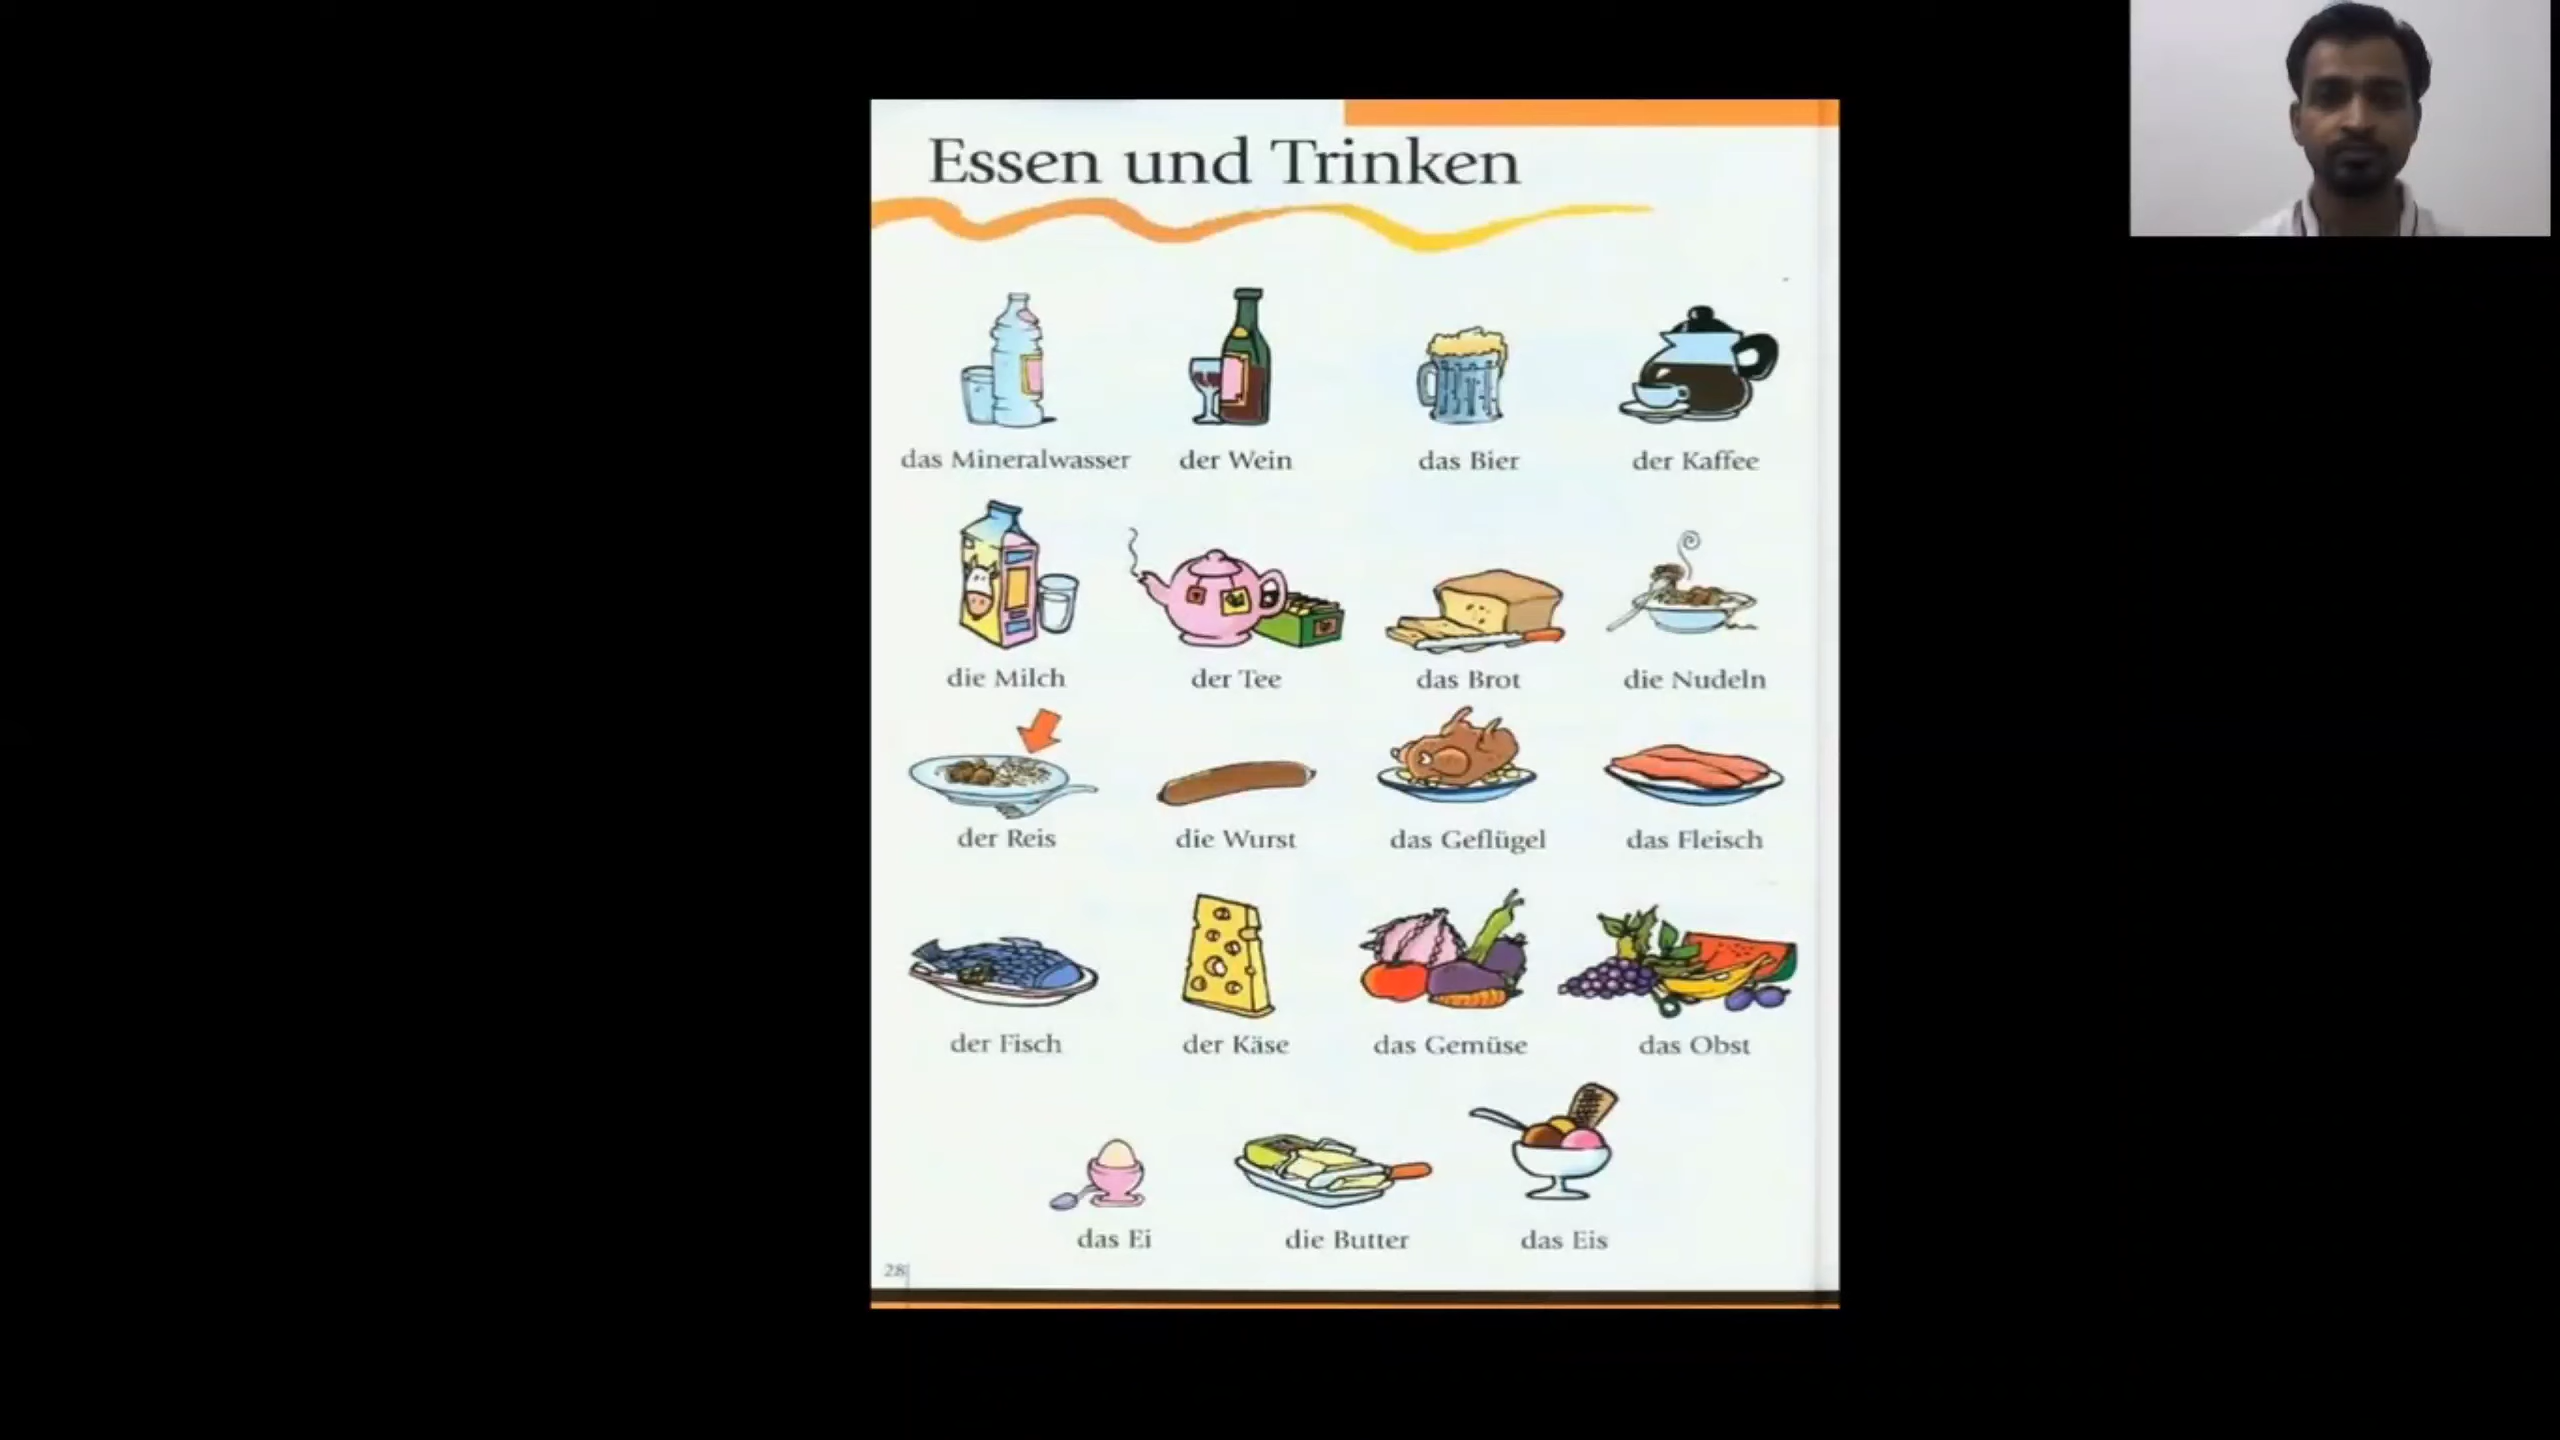 Essen und Trinken
das Mineralwasser der Wein das Bier der Kaffee
die Milch der Tee das Brot die Nudeln
der Reis die Wurst das Geflügel das Fleisch
der Fisch der Käse das Gemüse das Obst
das Ei die Butter das Eis
28